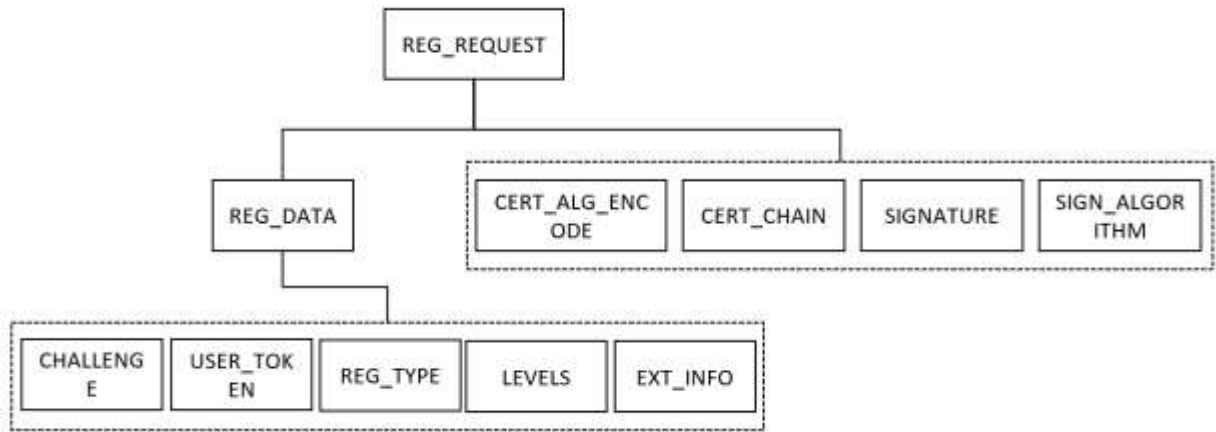 REG_REQUEST
REG_DATA
CERT_ALG_ENC
ODE
CERT_CHAIN
SIGNATURE
SIGN_ALGOR
ITHM
CHALLENG
E
USER_TOK
EN
REG_TYPE
LEVELS
EXT_INFO